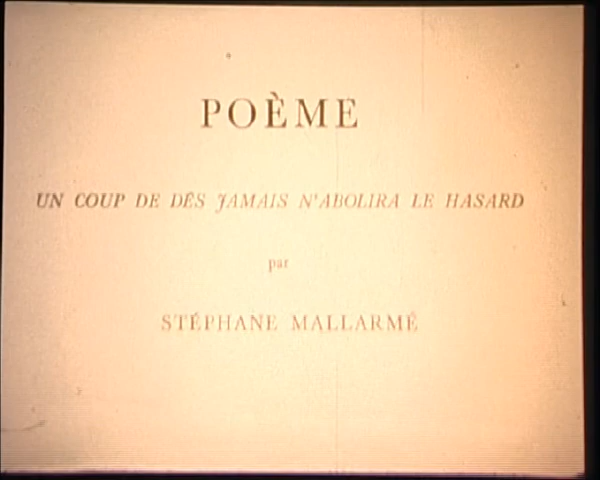 POÈME
UN COUP DE DÉS JAMAIS N'ABOLIRA LE HASARD
par
STÉPHANE MALLARMÉ